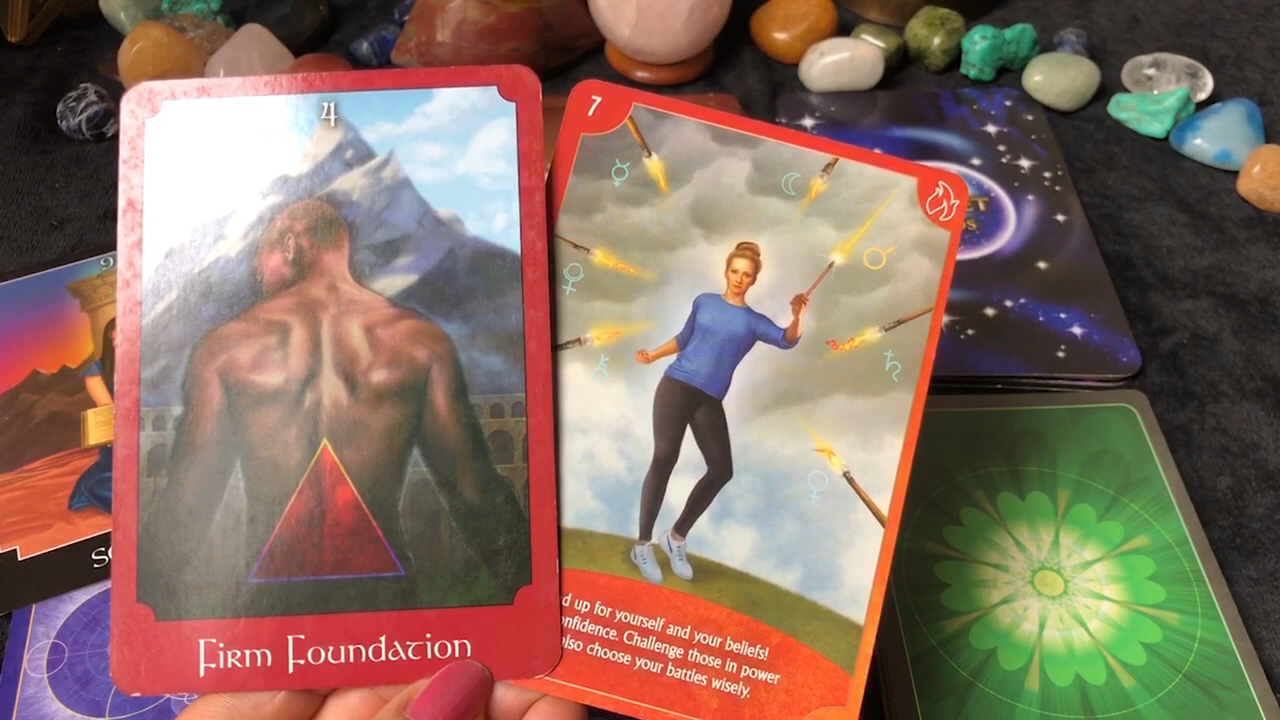 4
Firm Foundation
7
d up for yourself and your beliefs!
onfidence. Challenge those in power
also choose your battles wisely.